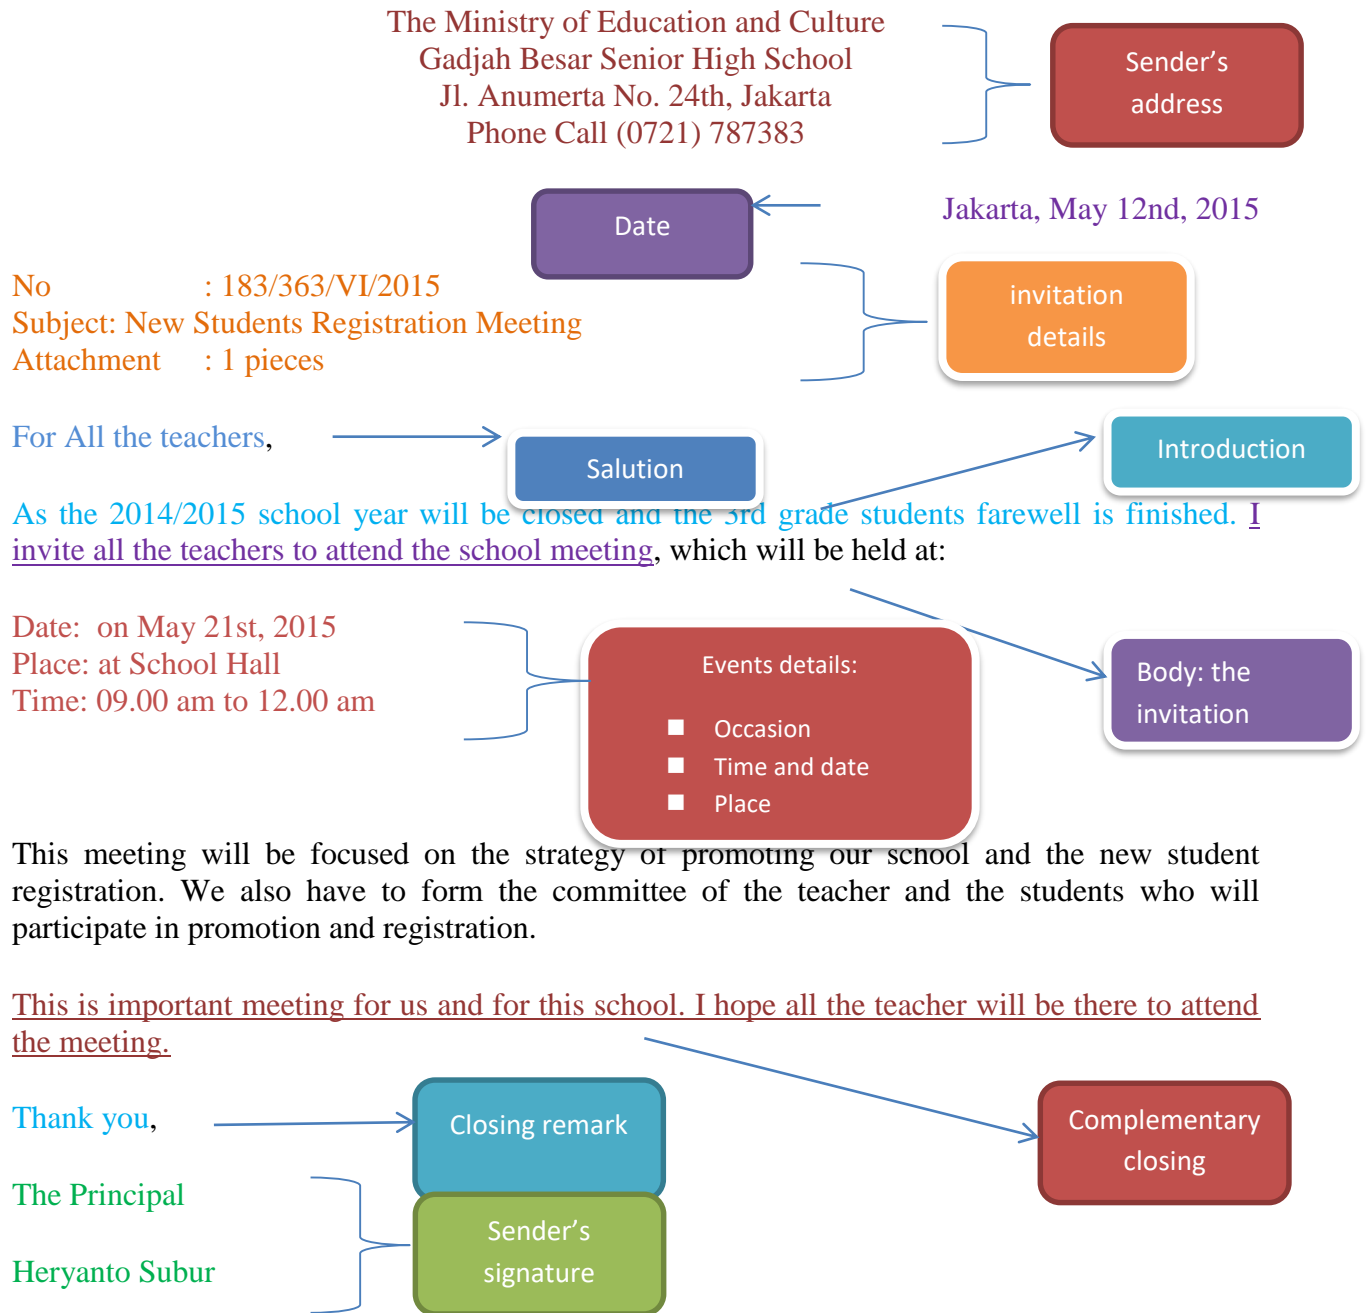 The Ministry of Education and Culture
Gadjah Besar Senior High School
Jl. Anumerta No. 24th, Jakarta
Phone Call (0721) 787383
Sender's
address
Date
Jakarta, May 12nd, 2015
No : 183/363/VI/2015
Subject: New Students Registration Meeting
Attachment : 1 pieces
invitation
details
For All the teachers,
Salution
Introduction
As the 2014/2015 school year will be closed and the 3rd grade students farewell is finished. I
invite all the teachers to attend the school meeting, which will be held at:
Date: on May 21st, 2015
Place: at School Hall
Time: 09.00 am to 12.00 am
Events details:
■ Occasion
■ Time and date
■ Place
Body: the
invitation
This meeting will be focused on the strategy of promoting our school and the new student
registration. We also have to form the committee of the teacher and the students who will
participate in promotion and registration.
This is important meeting for us and for this school. I hope all the teacher will be there to attend
the meeting.
Thank you,
Closing remark
Complementary
closing
The Principal
Heryanto Subur
Sender's
signature